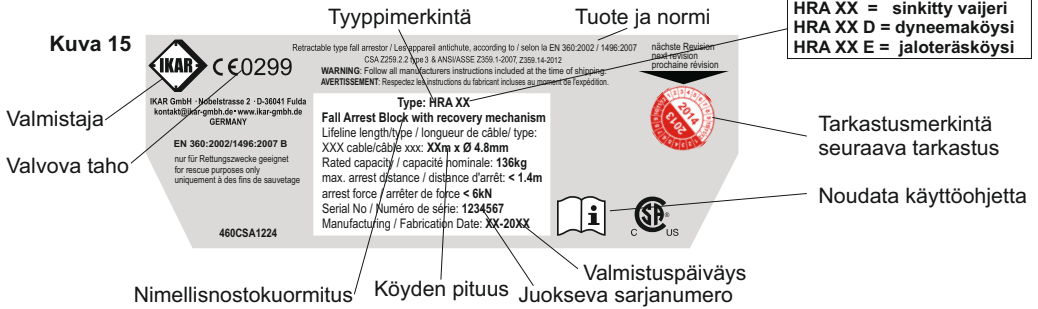 Tyyppimerkintä
Tuote ja normi
HRA XX = sinkitty vaijeri
HRA XX D = dyneemaköysi
HRA XX E = jaloteräsköysi
Kuva 15
IKAR
CE0299
Retractable type fall arrestor / Les appareil antichute, according to / selon la EN 360:2002 / 1496:2007
CSA Z259.2.2 type 3 & ANSI/ASSE Z359.1-2007, Z359.14-2012
WARNING: Follow all manufacturers instructions included at the time of shipping.
AVERTISSEMENT: Respectez les instructions du fabricant incluses au moment de l'expédition.
nächste Revision
next revision
prochaine révision
IKAR GmbH · Nobelstrasse 2 · D-36041 Fulda
kontakt@ikar-gmbh.de • www.ikar-gmbh.de
GERMANY
EN 360:2002/1496:2007 B
nur für Rettungszwecke geeignet
for rescue purposes only
uniquement à des fins de sauvetage
460CSA1224
Type: HRA XX
Fall Arrest Block with recovery mechanism
Lifeline length/type / longueur de câble/ type:
XXX cable/câble xxx: XXm x Ø 4.8mm
Rated capacity / capacité nominale: 136kg
max. arrest distance / distance d'arrêt: < 1.4m
arrest force / arrêter de force < 6kN
Serial No / Numéro de série: 1234567
Manufacturing / Fabrication Date: XX-20XX
2014
2013
i
CSA
®
C US
Valmistaja
Valvova taho
Tarkastusmerkintä
seuraava tarkastus
Noudata käyttöohjetta
Valmistuspäiväys
Nimellisnostokuormitus
Köyden pituus
Juokseva sarjanumero